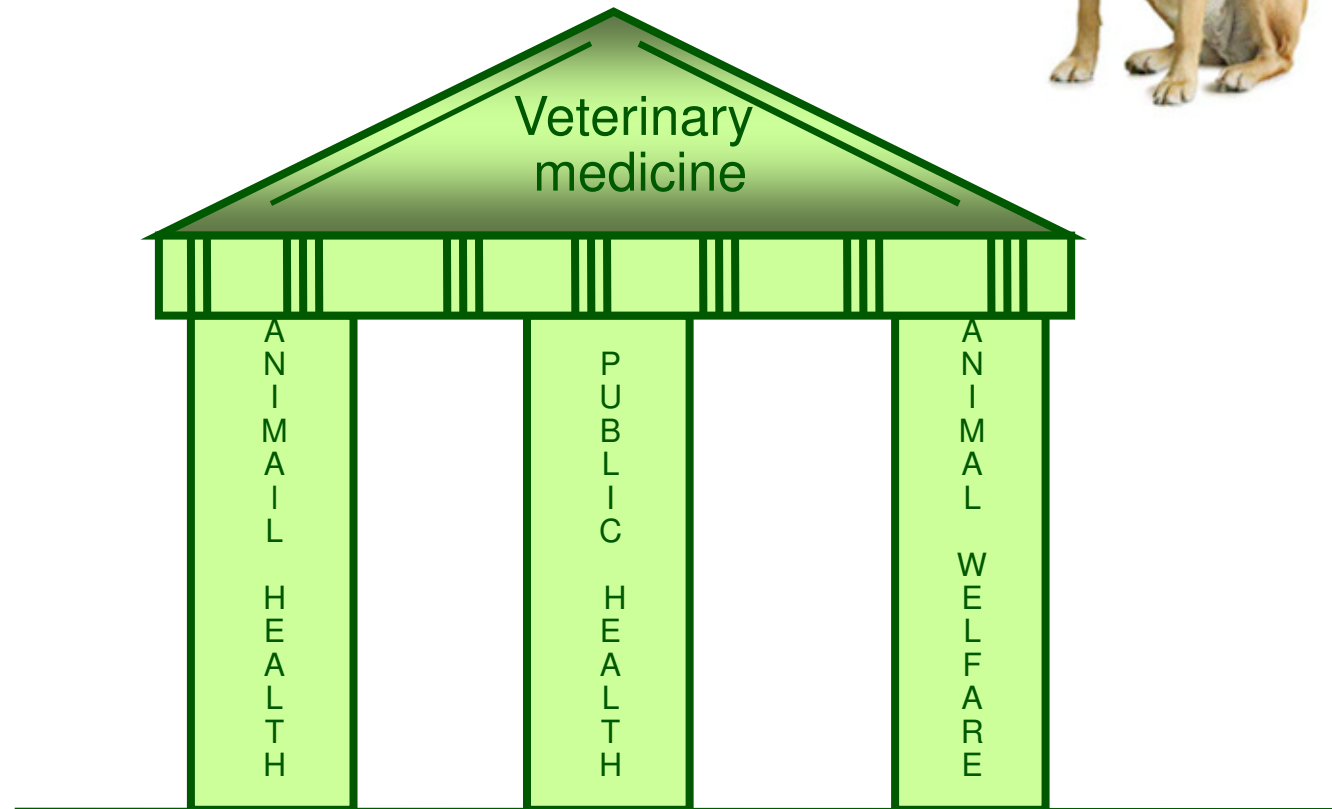 Veterinary
medicine
ANIMAIL HEALTH
PUBLIC HEALTH
ANIMAL WELFARE